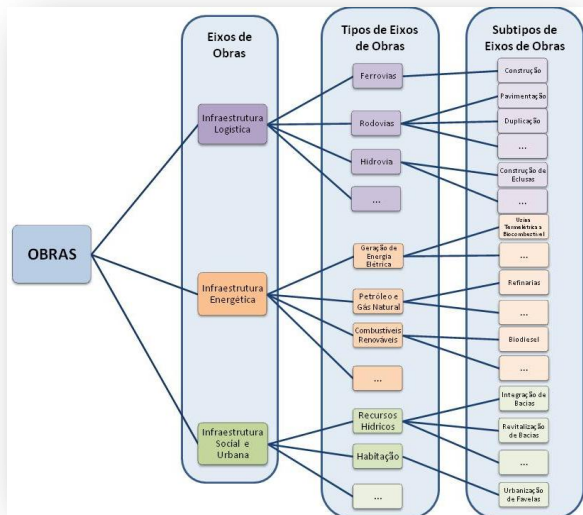 Eixos de
Obras
Tipos de Eixos
de Obras
Subtipos de
Eixos de Obras
OBRAS
Infraestrutura
Logística
Infraestrutura
Energética
Infraestrutura
Social e
Urbana
Ferrovias
Rodovias
Hidrovia
...
Geração de
Energia
Elétrica
Petróleo e
Gás Natural
Combustíveis
Renováveis
...
Recursos
Hídricos
Habitação
...
Construção
Pavimentação
Duplicação
...
Construção de
Eclusas
...
Usina
Termelétrica a
Biocombustível
...
Refinarias
...
Biodiesel
...
Integração de
Bacias
Revitalização
de Bacias
...
Urbanização
de Favelas